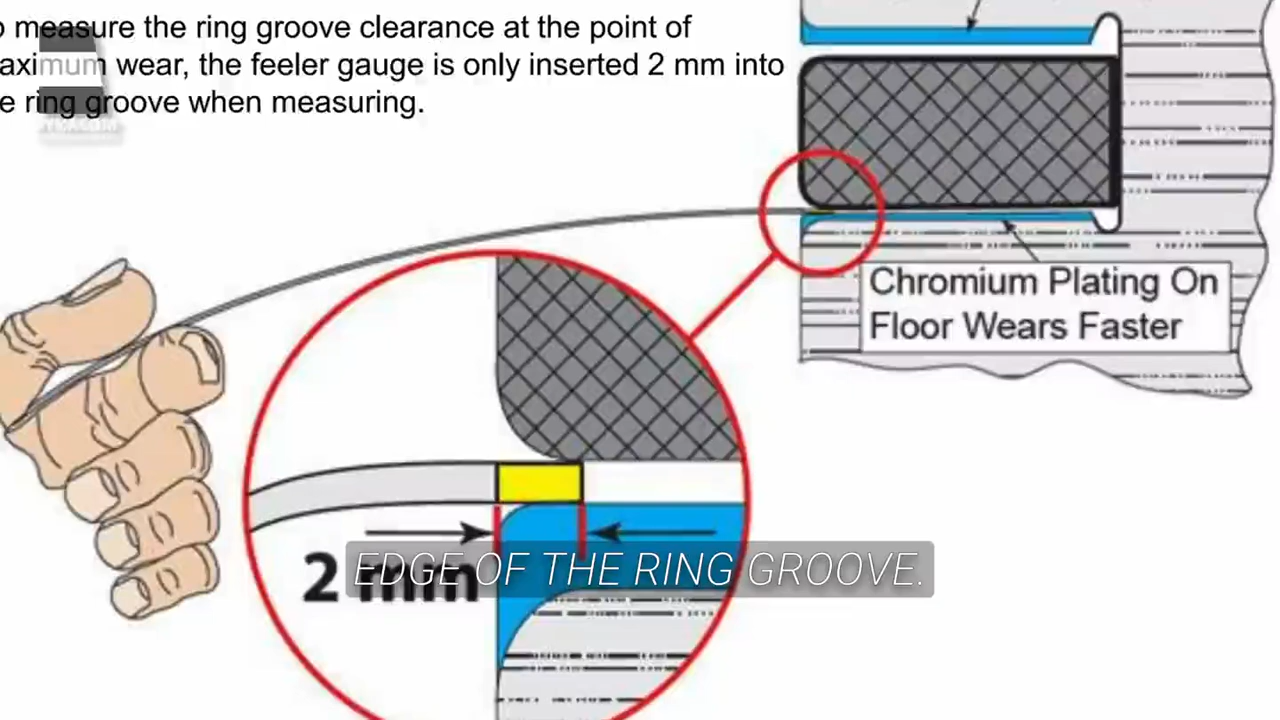 o measure the ring groove clearance at the point of
aximum wear, the feeler gauge is only inserted 2 mm into
e ring groove when measuring.
Chromium Plating On
Floor Wears Faster
2 mm
EDGE OF THE RING GROOVE.